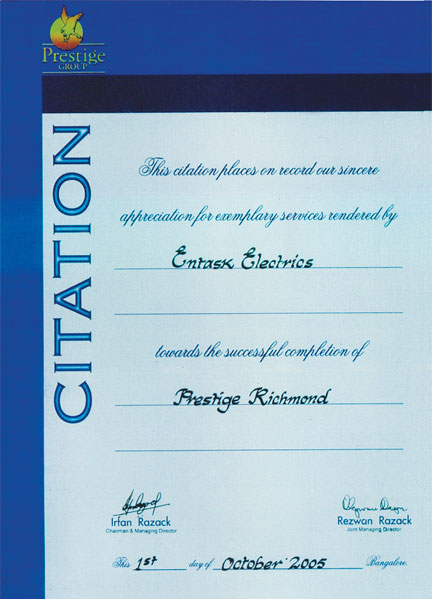 Prestige
GROUP
CITATION
This citation places on record our sincere
appreciation for exemplary services rendered by
Entask Electrics
towards the successful completion of
Prestige Richmond
Irfan Razack
Chairman & Managing Director
Rezwan Razack
Joint Managing Director
This 1st day of October 2005 Bangalore.